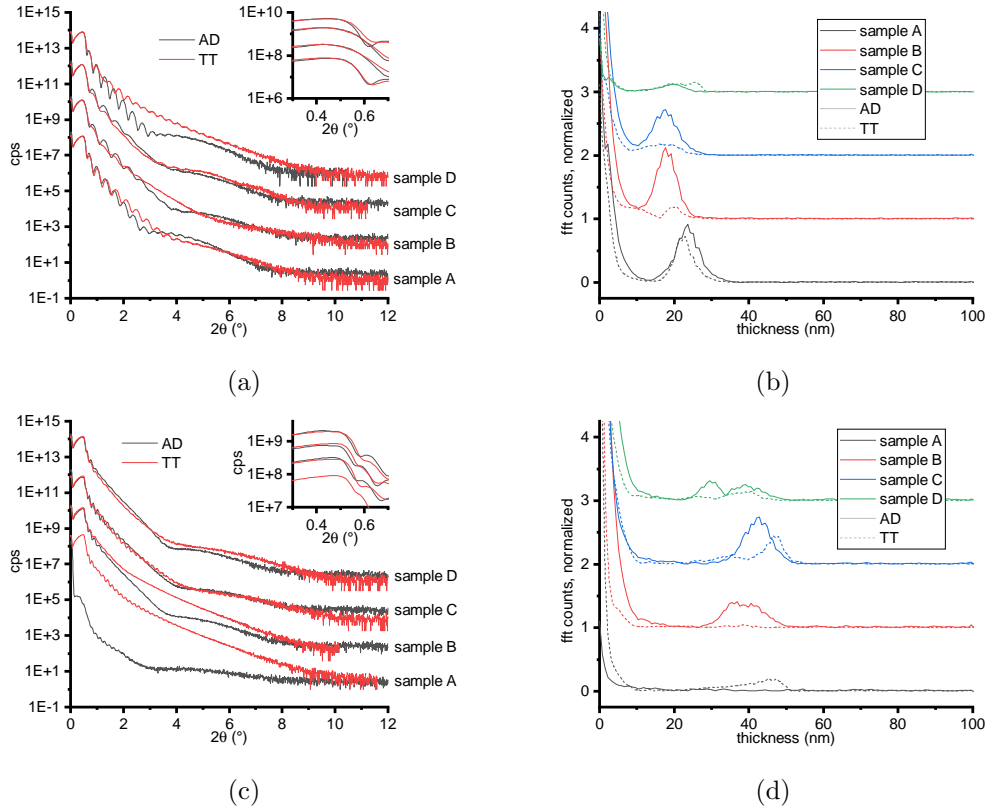 1E+15
1E+13
1E+11
1E+9
1E+7
1E+5
1E+3
1E+1
1E-1
cps
0 2 4 6 8 10 12
2θ (°)
AD
TT
1E+10
1E+8
1E+6
0.4 0.6
2θ (°)
sample D
sample C
sample B
sample A
(a)
4
3
2
1
0
fft counts, normalized
0 20 40 60 80 100
thickness (nm)
sample A
sample B
sample C
sample D
AD
TT
(b)
1E+15
1E+13
1E+11
1E+9
1E+7
1E+5
1E+3
1E+1
1E-1
cps
0 2 4 6 8 10 12
2θ (°)
AD
TT
cps
1E+9
1E+8
1E+7
0.4 0.6
2θ (°)
sample D
sample C
sample B
sample A
(c)
4
3
2
1
0
fft counts, normalized
0 20 40 60 80 100
thickness (nm)
sample A
sample B
sample C
sample D
AD
TT
(d)